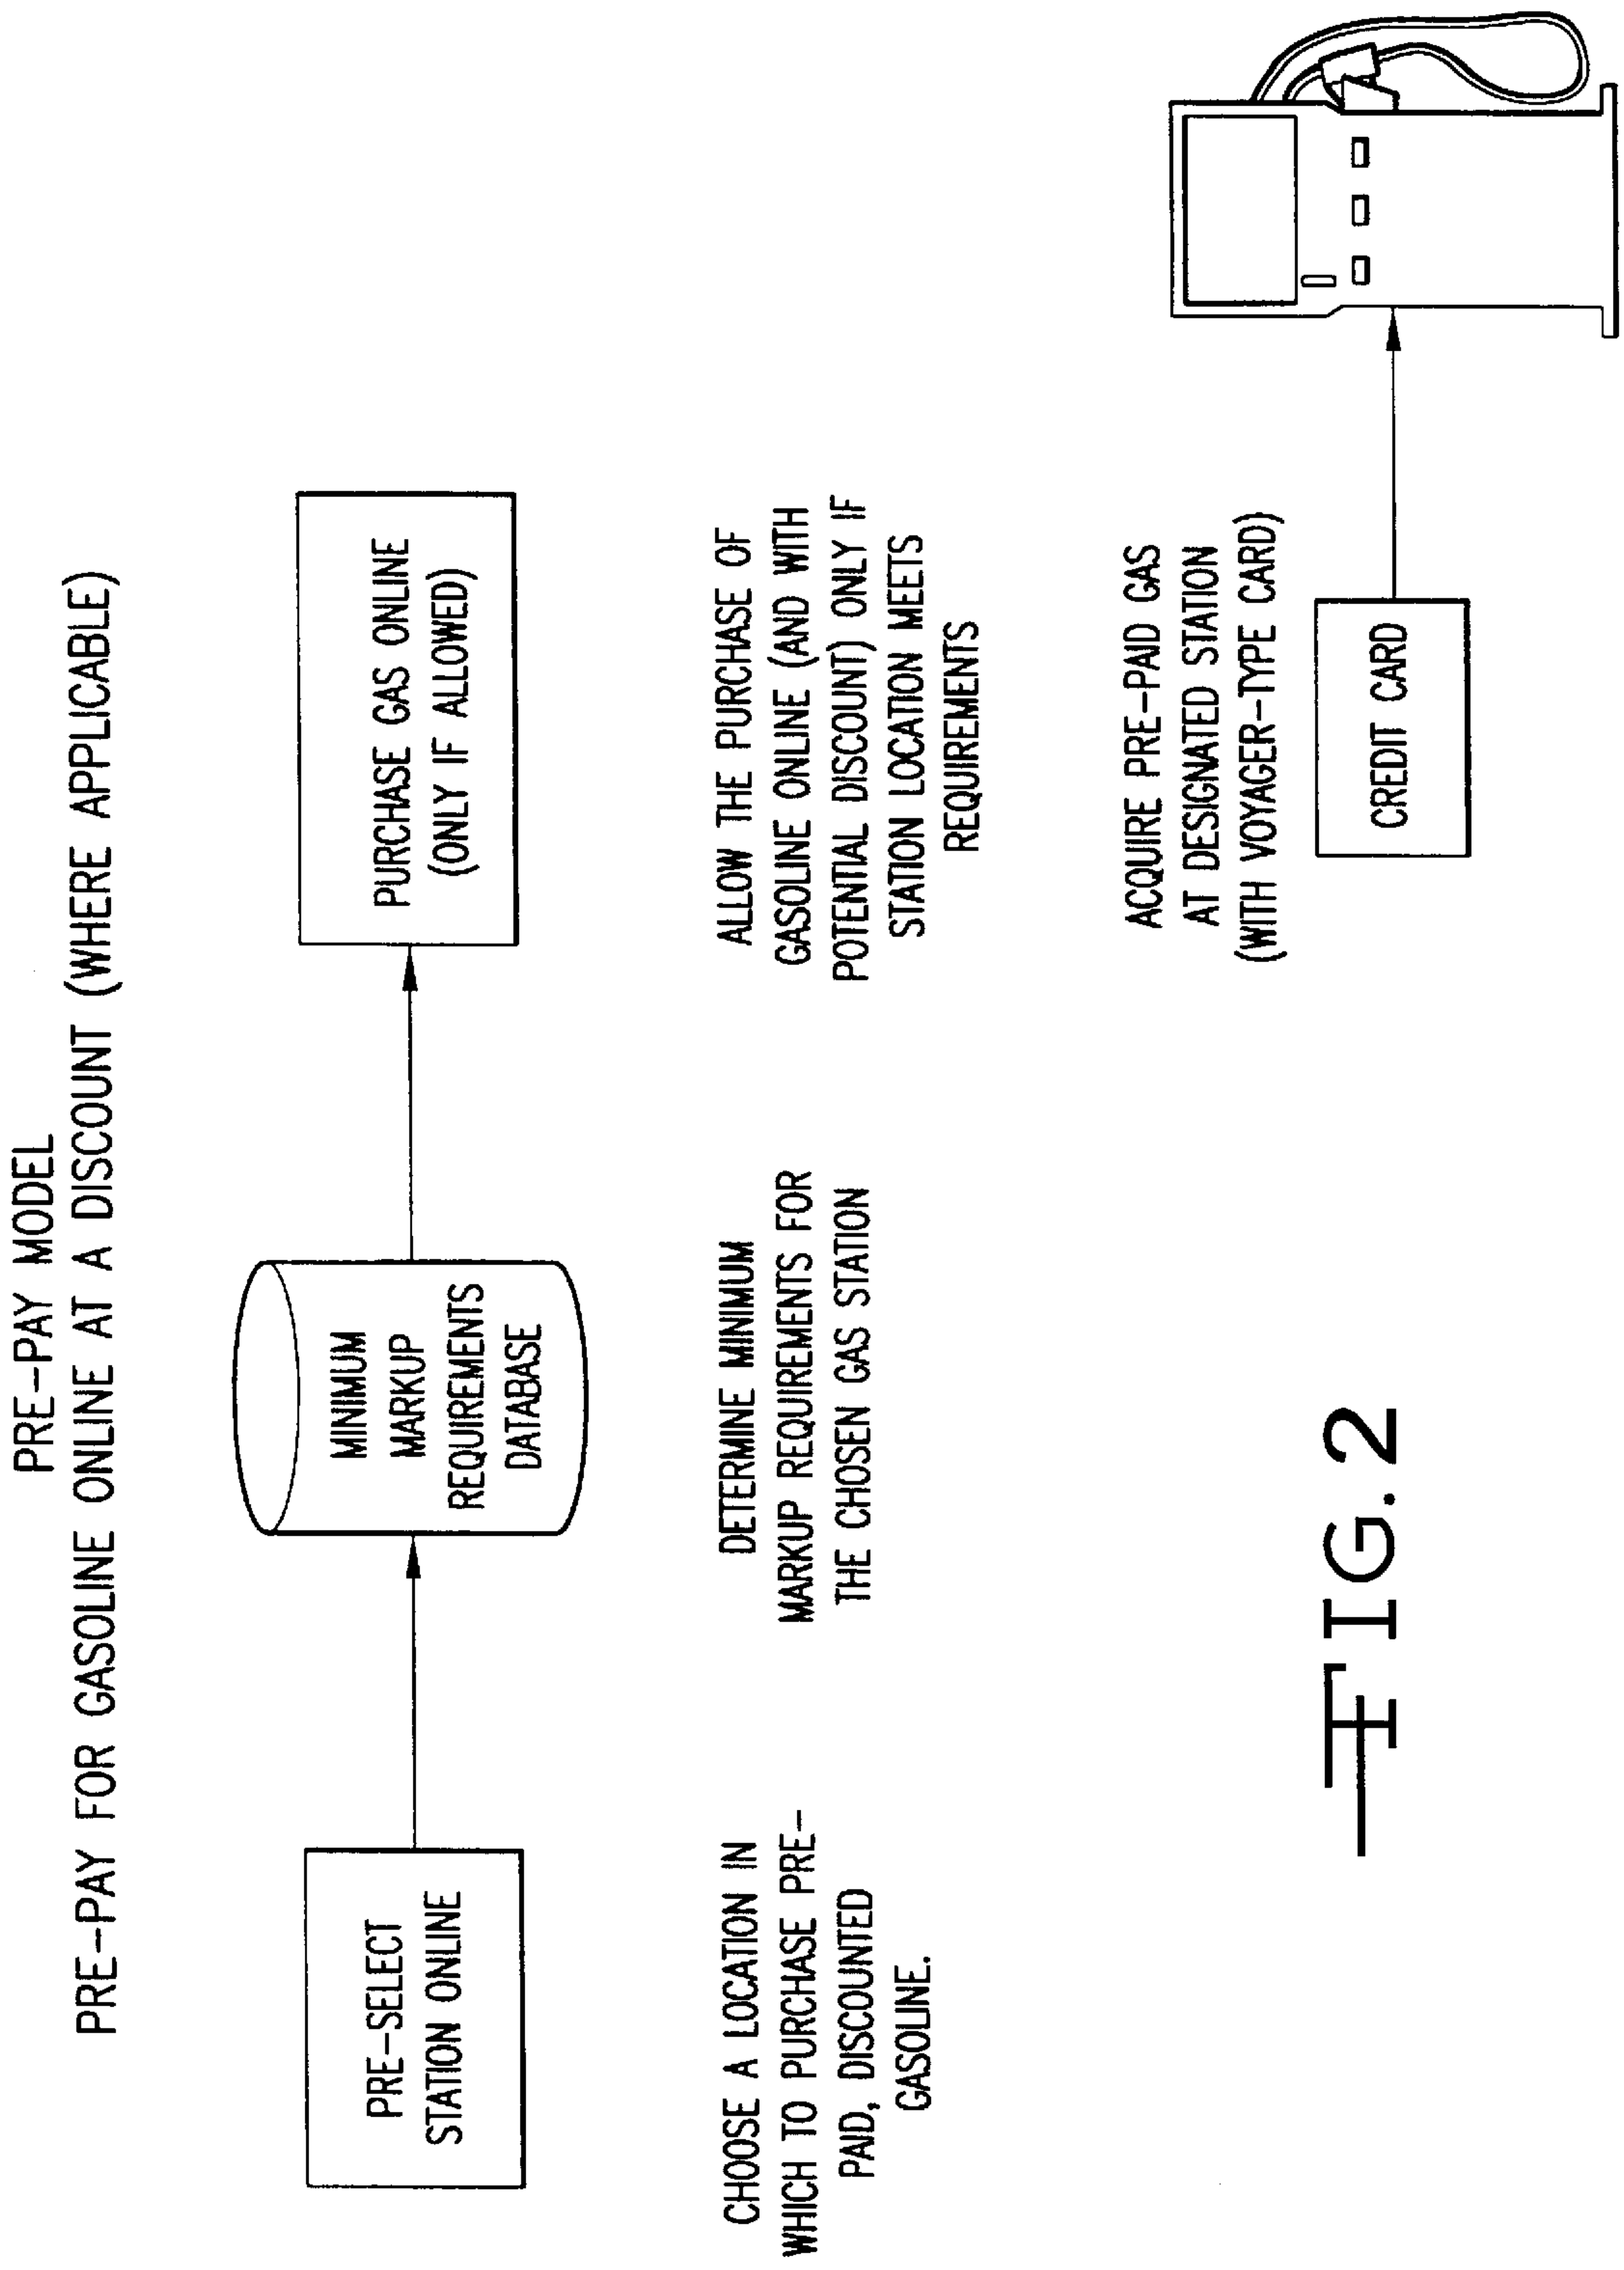 PRE-PAY MODEL
PRE-PAY FOR GASOLINE ONLINE AT A DISCOUNT (WHERE APPLICABLE)
PRE-SELECT
STATION ONLINE
MINIMUM
MARKUP
REQUIREMENTS
DATABASE
PURCHASE GAS ONLINE
(ONLY IF ALLOWED)
CHOOSE A LOCATION IN
WHICH TO PURCHASE PRE-
PAID, DISCOUNTED
GASOLINE.
DETERMINE MINIMUM
MARKUP REQUIREMENTS FOR
THE CHOSEN GAS STATION
ALLOW THE PURCHASE OF
GASOLINE ONLINE (AND WITH
POTENTIAL DISCOUNT) ONLY IF
STATION LOCATION MEETS
REQUIREMENTS
ACQUIRE PRE-PAID GAS
AT DESIGNATED STATION
(WITH VOYAGER-TYPE CARD)
CREDIT CARD
FIG.2